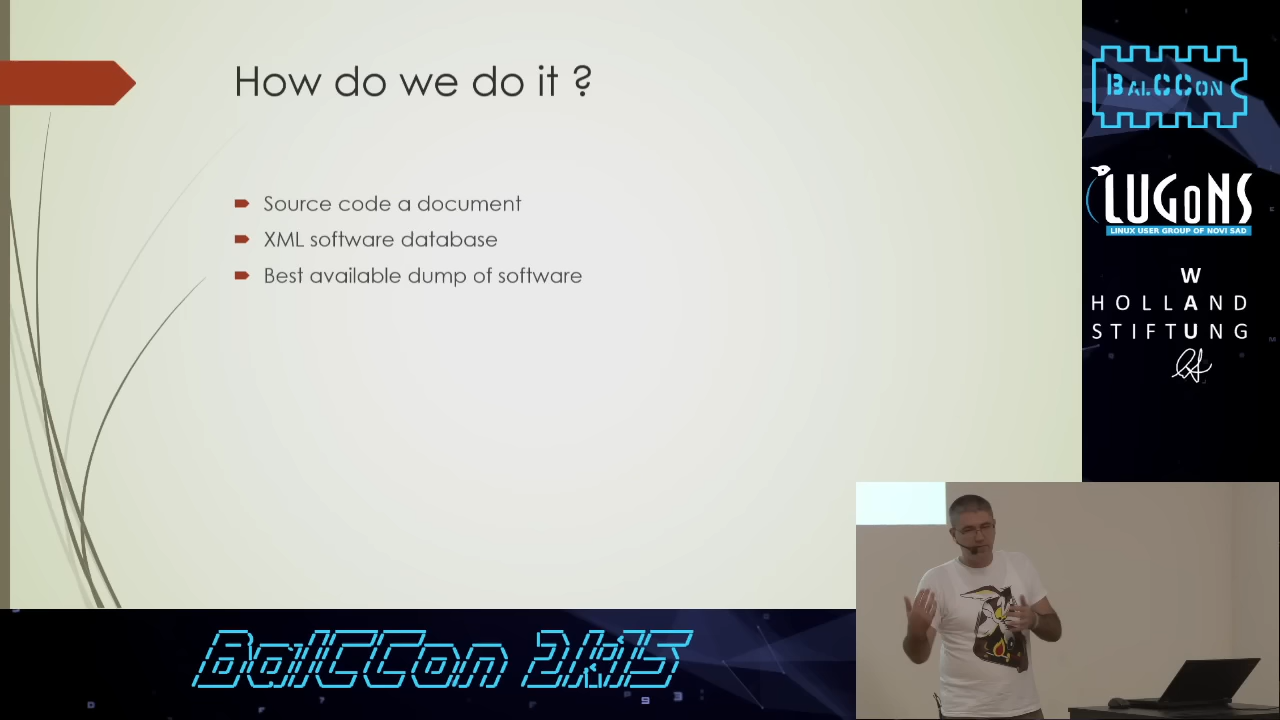 How do we do it ?
Source code a document
XML software database
Best available dump of software
BALCCON
LUGoNS
LINUX USER GROUP OF NOVI SAD
W
HOLLAND
A
STIFTUNG
BalCCon 2k15